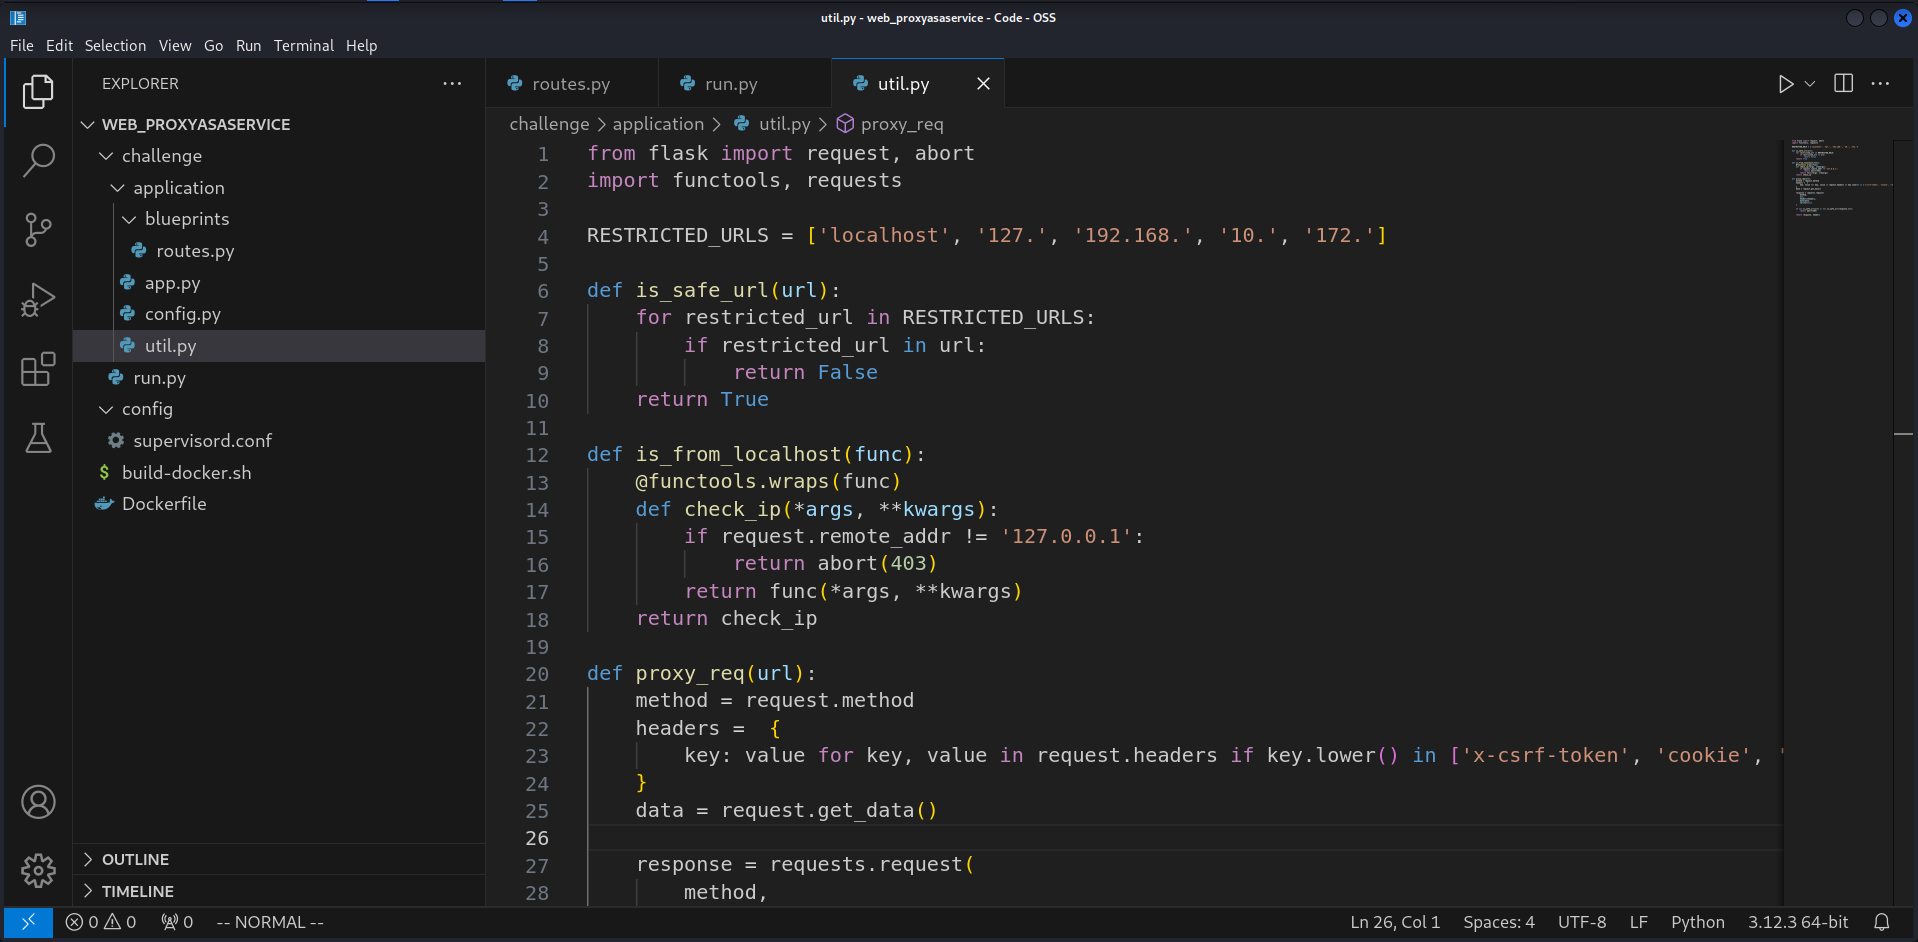 util.py - web_proxyasaservice - Code - OSS
File Edit Selection View Go Run Terminal Help
EXPLORER
WEB_PROXYASASERVICE
challenge
application
blueprints
routes.py
app.py
config.py
util.py
run.py
config
supervisord.conf
build-docker.sh
Dockerfile
OUTLINE
TIMELINE
routes.py run.py util.py
challenge > application > util.py > proxy_req
1 from flask import request, abort
2 import functools, requests
3
4 RESTRICTED_URLS = ['localhost', '127.', '192.168.', '10.', '172.']
5
6 def is_safe_url(url):
7     for restricted_url in RESTRICTED_URLS:
8         if restricted_url in url:
9             return False
10     return True
11
12 def is_from_localhost(func):
13     @functools.wraps(func)
14     def check_ip(*args, **kwargs):
15         if request.remote_addr != '127.0.0.1':
16             return abort(403)
17         return func(*args, **kwargs)
18     return check_ip
19
20 def proxy_req(url):
21     method = request.method
22     headers =  {
23         key: value for key, value in request.headers if key.lower() in ['x-csrf-token', 'cookie', '
24     }
25     data = request.get_data()
26
27     response = requests.request(
28         method,
0 0 0 -- NORMAL -- Ln 26, Col 1 Spaces: 4 UTF-8 LF Python 3.12.3 64-bit